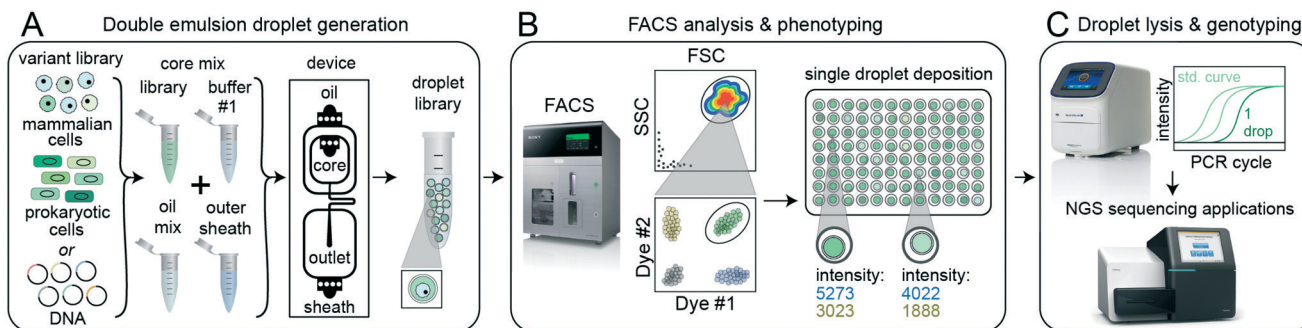 A Double emulsion droplet generation
variant library
mammalian
cells
prokaryotic
cells
or
DNA
core mix
library
buffer
#1
oil
mix
outer
sheath
device
oil
core
outlet
sheath
droplet
library
B FACS analysis & phenotyping
FACS
SONY
FSC
SSC
Dye #2
Dye #1
single droplet deposition
intensity:
5273
3023
intensity:
4022
1888
C Droplet lysis & genotyping
intensity
std. curve
1
drop
PCR cycle
NGS sequencing applications